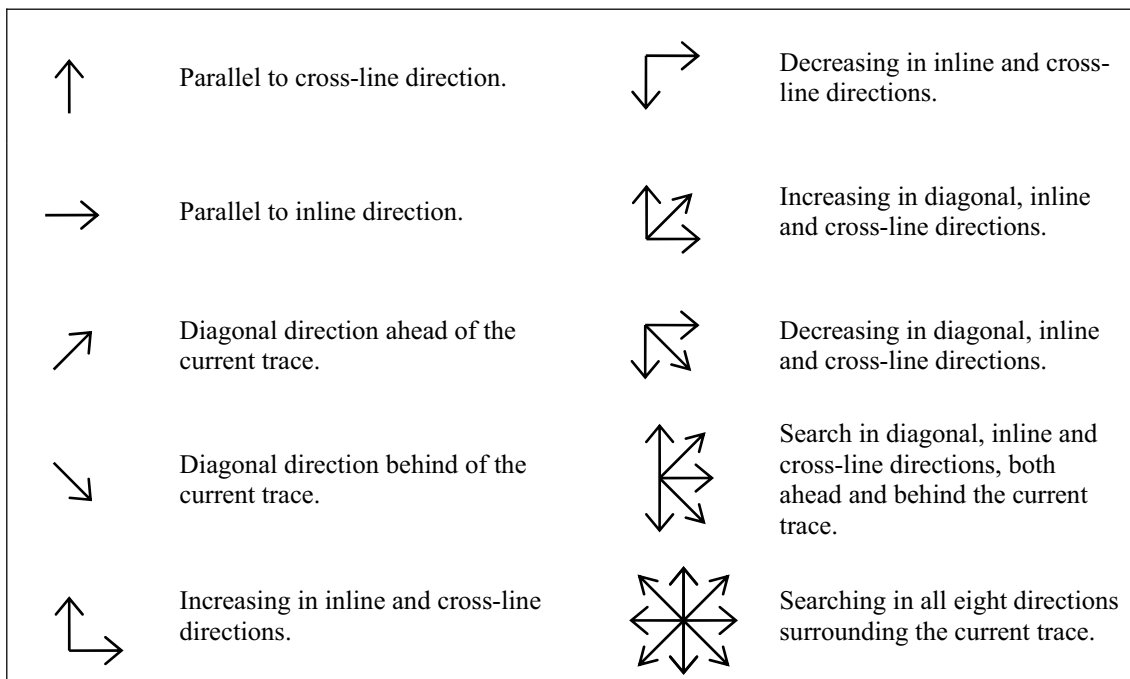 Parallel to cross-line direction.
Parallel to inline direction.
Diagonal direction ahead of the
current trace.
Diagonal direction behind of the
current trace.
Increasing in inline and cross-line
directions.
Decreasing in inline and cross-
line directions.
Increasing in diagonal, inline
and cross-line directions.
Decreasing in diagonal, inline
and cross-line directions.
Search in diagonal, inline and
cross-line directions, both
ahead and behind the current
trace.
Searching in all eight directions
surrounding the current trace.